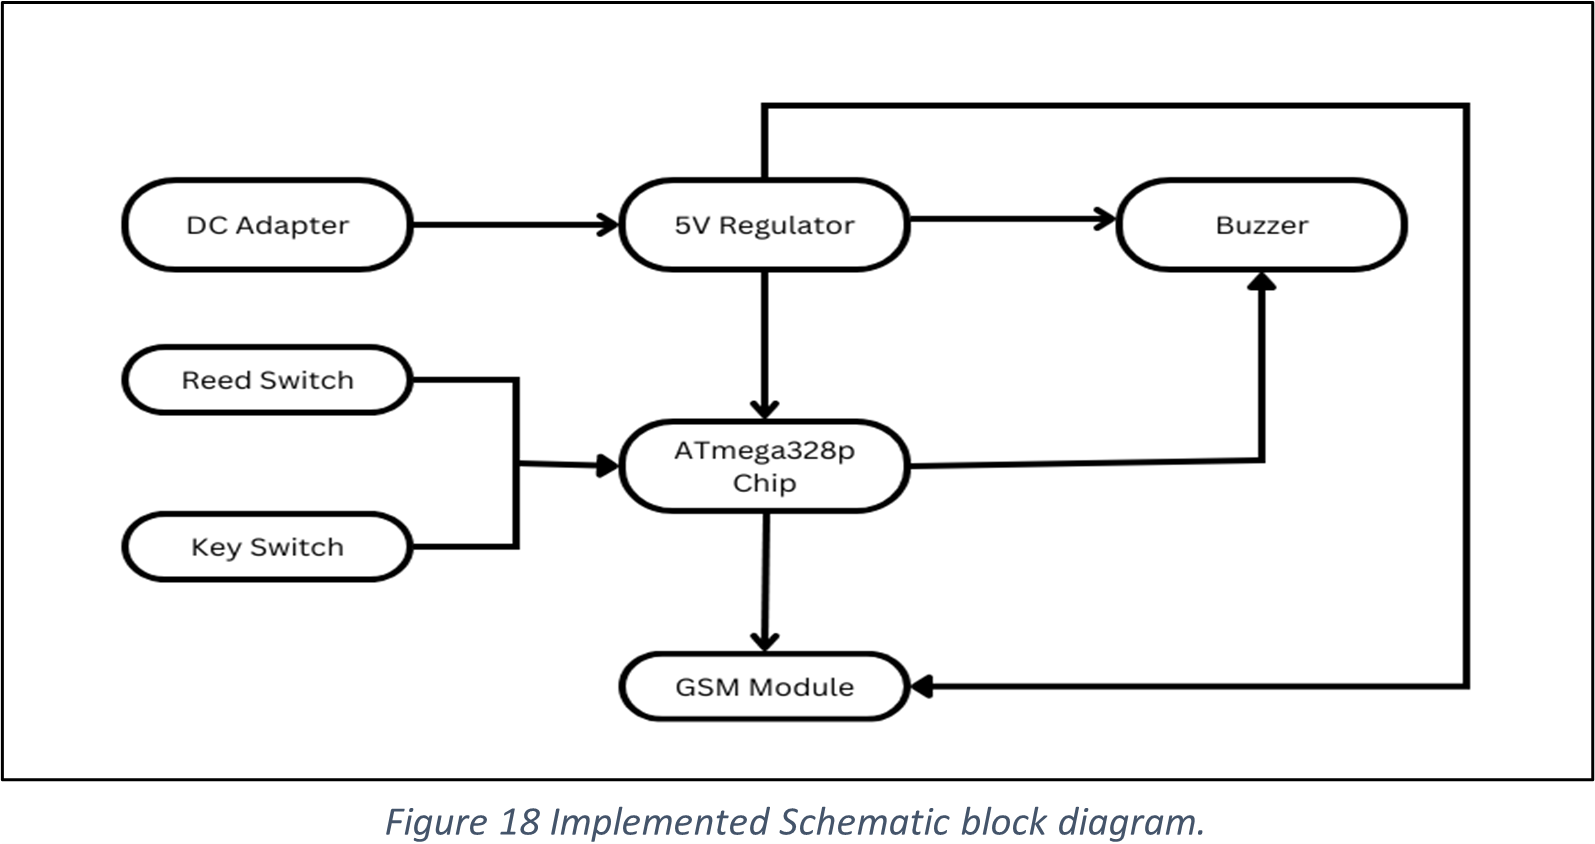 DC Adapter
5V Regulator
Buzzer
Reed Switch
ATmega328p
Chip
Key Switch
GSM Module
Figure 18 Implemented Schematic block diagram.